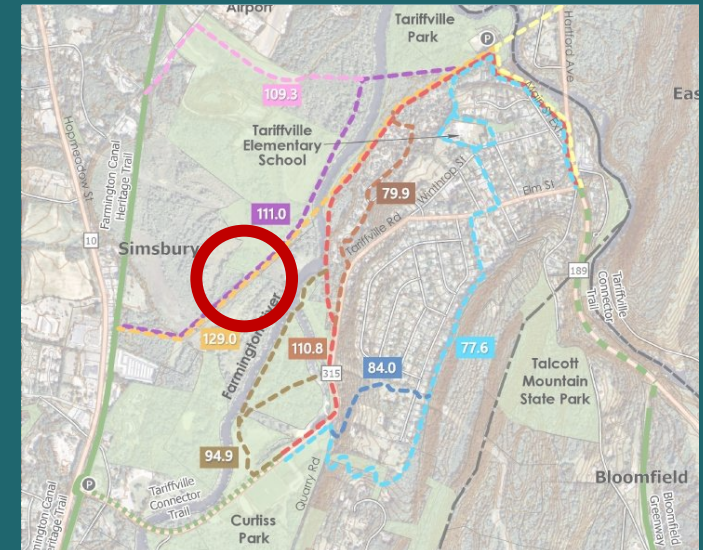 Airport
Tariffville
Park
P
Hartford Ave
Eas
109.3
Tariffville
Elementary
School
Hopmeadow St
Farmington Canal
Heritage Trail
79.9
Winthrop St
Elm St
111.0
Tariffville Rd
10
Simsbury
189
Tariffville
Connector
Trail
129.0
Farmington River
110.8
315
84.0
77.6
Talcott
Mountain
State Park
94.9
Quarry Rd
Bloomfield
P
Tariffville
Connector
Trail
Curtiss
Park
mington Canal
eritage Trail
Bloomfield
Greenway